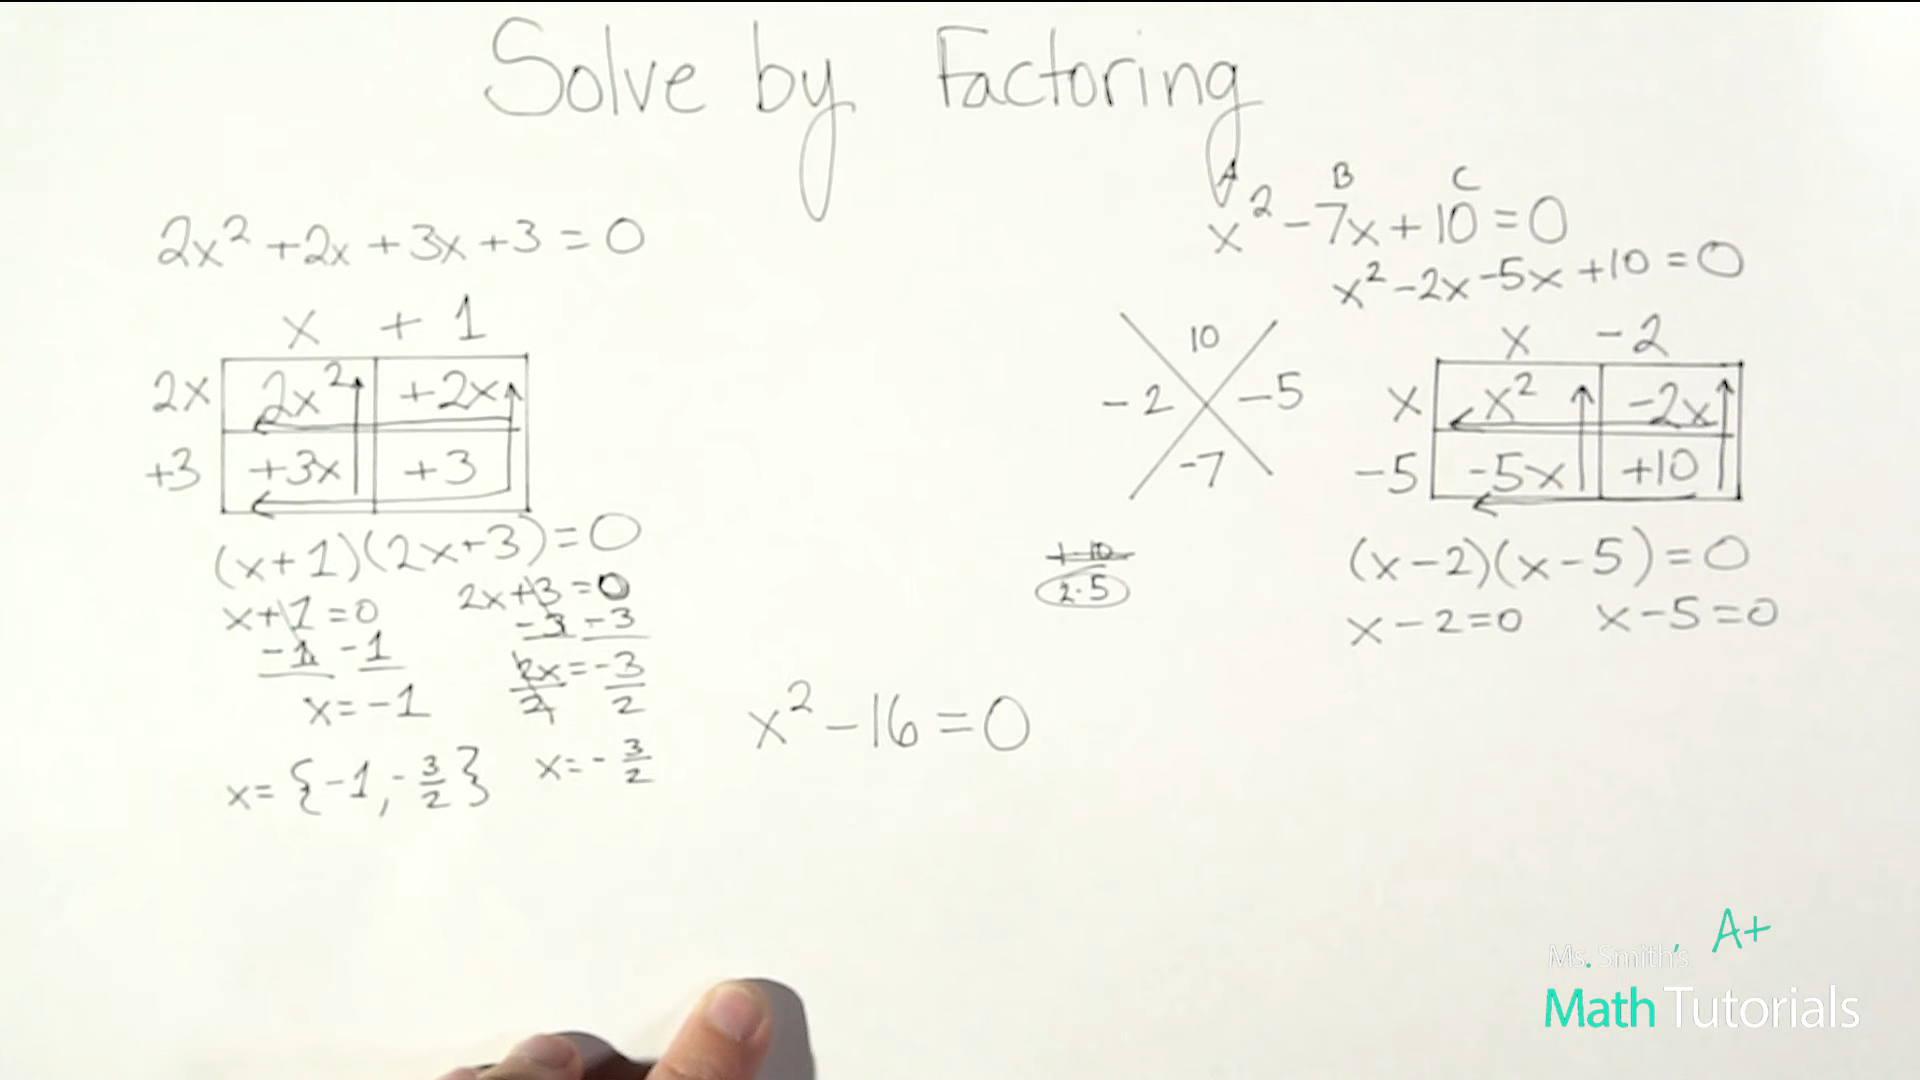 Solve by Factoring
2x² + 2x + 3x + 3 = 0
x + 1
2x 2x² +2x
+3 +3x +3
(x+1)(2x+3) = 0
x+1=0 2x+3=0
-1 -1 -3 -3
x=-1 2x=-3
2 2
x={-1, -3/2} x=-3/2
x² - 16 = 0
A B C
x² - 7x + 10 = 0
x² - 2x - 5x + 10 = 0
10
-2 -5
-7
1·10
2·5
x -2
x x² -2x
-5 -5x +10
(x-2)(x-5) = 0
x-2=0 x-5=0
Ms. Smith's A+
Math Tutorials